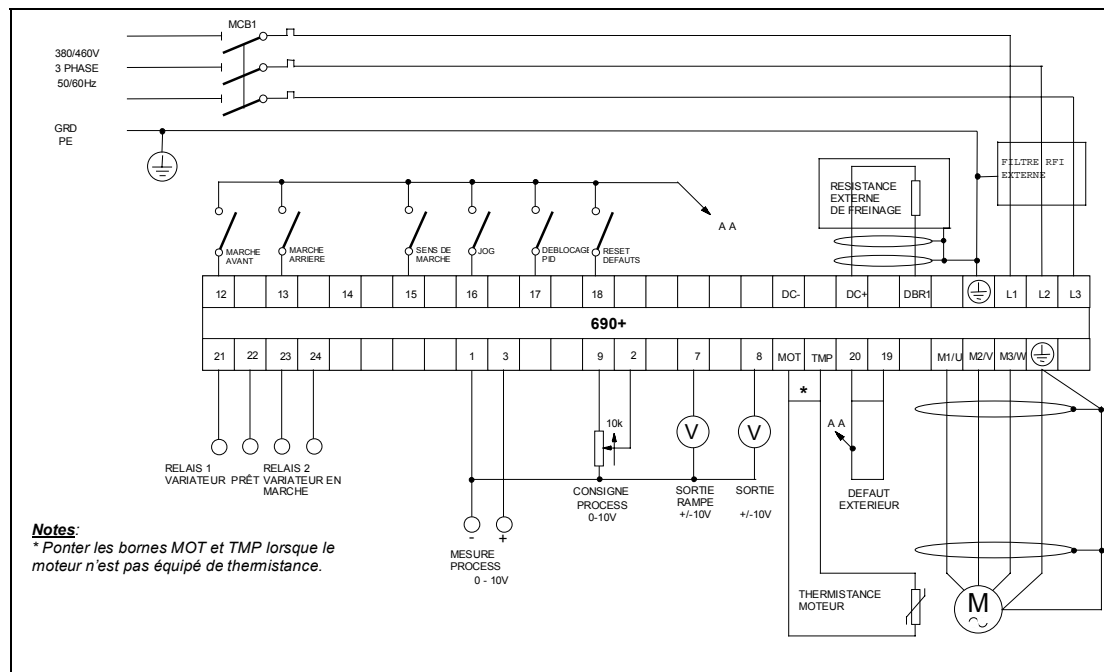 MCB1
380/460V
3 PHASE
50/60Hz
GRD
PE
FILTRE RFI
EXTERNE
RESISTANCE
EXTERNE
DE FREINAGE
A A
MARCHE
AVANT
MARCHE
ARRIERE
SENS DE
MARCHE
JOG
DEBLOCAGE
PID
RESET
DEFAUTS
12 13 14 15 16 17 18 DC- DC+ DBR1 L1 L2 L3
690+
21 22 23 24 1 3 9 2 7 8 MOT TMP 20 19 M1/U M2/V M3/W
*
10k
V
V
A A
RELAIS 1
VARIATEUR PRÊT
RELAIS 2
VARIATEUR EN
MARCHE
CONSIGNE
PROCESS
0-10V
SORTIE
RAMPE
+/-10V
SORTIE
+/-10V
DEFAUT
EXTERIEUR
- +
MESURE
PROCESS
0 - 10V
THERMISTANCE
MOTEUR
M
Notes:
* Ponter les bornes MOT et TMP lorsque le
moteur n'est pas équipé de thermistance.